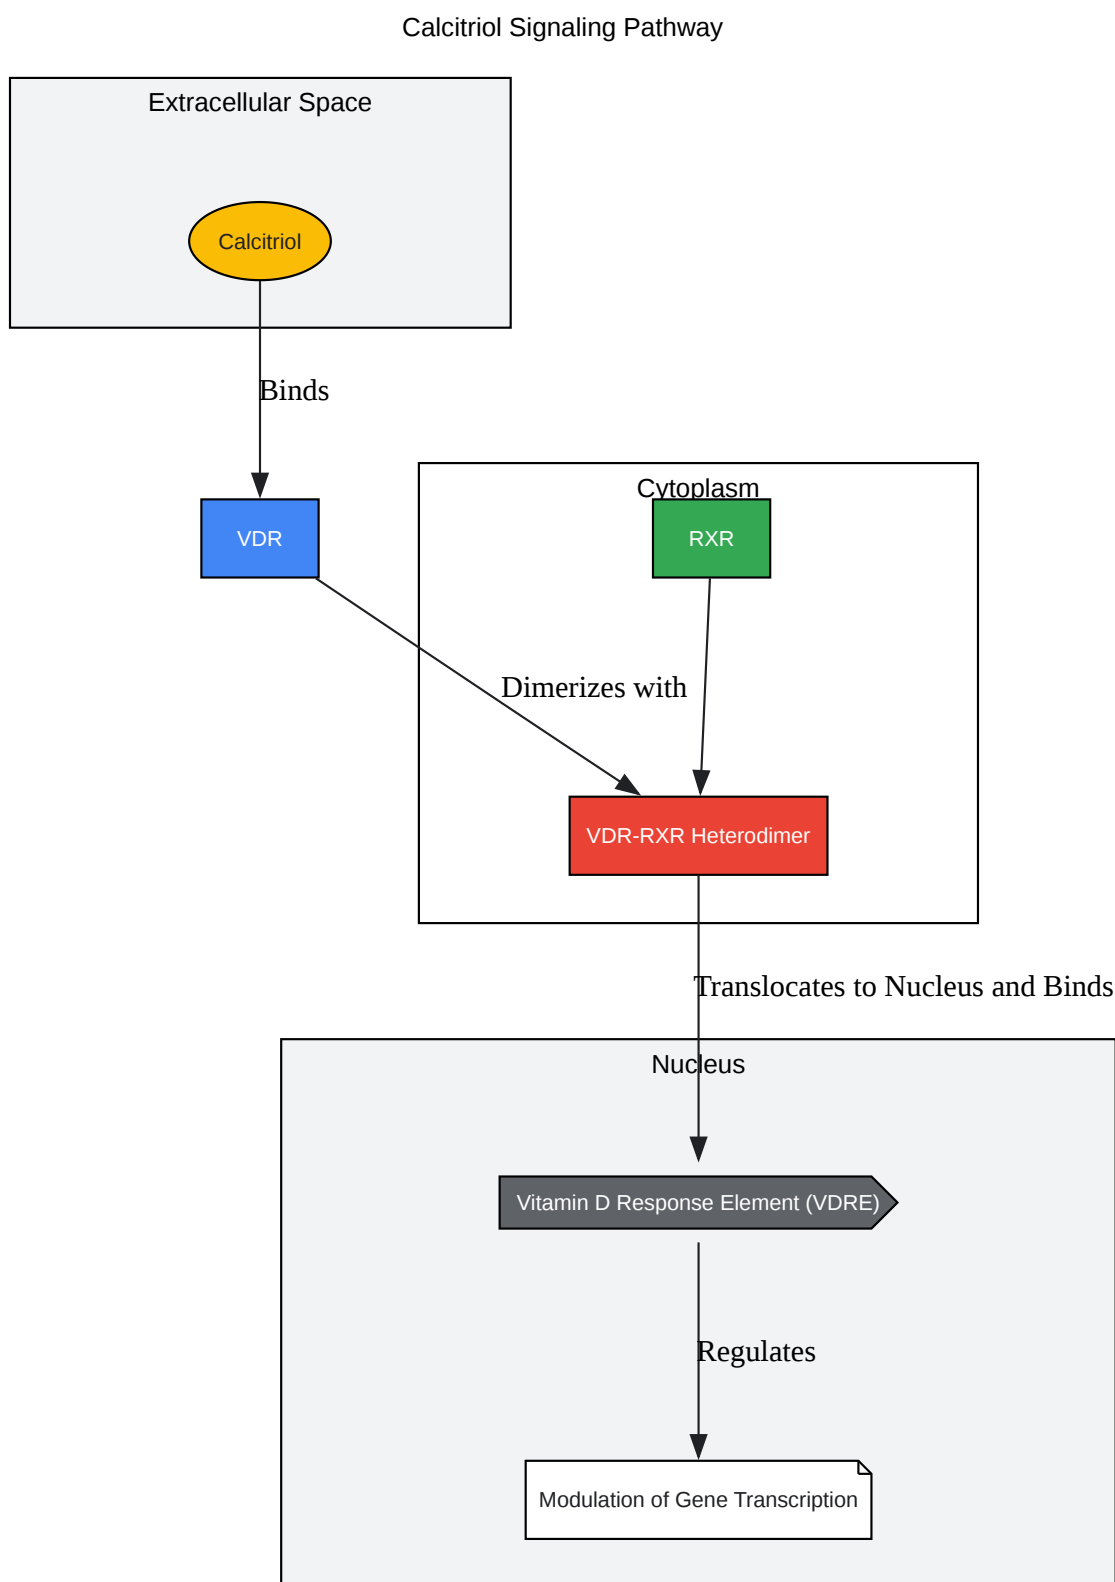 Calcitriol Signaling Pathway
Extracellular Space
Calcitriol
Binds
Cytoplasm
VDR
RXR
Dimerizes with
VDR-RXR Heterodimer
Translocates to Nucleus and Binds
Nucleus
Vitamin D Response Element (VDRE)
Regulates
Modulation of Gene Transcription